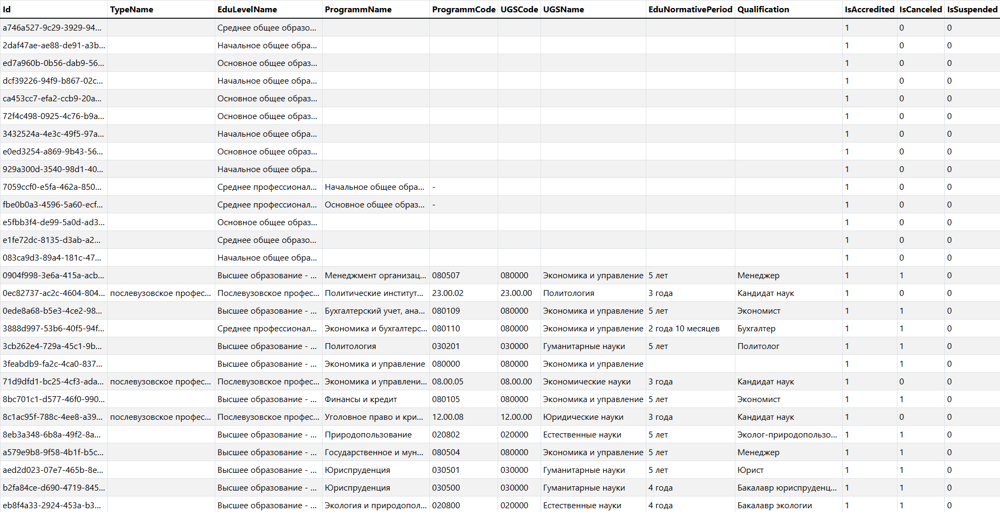 Id TypeName EduLevelName ProgrammName ProgrammCode UGSCode UGSName EduNormativePeriod Qualification IsAccredited IsCanceled IsSuspended
a746a527-9c29-3929-94... Среднее общее образо... 1 0 0
2daf47ae-ae88-de91-a3b... Начальное общее обра... 1 0 0
ed7a960b-0b56-dab9-56... Основное общее образ... 1 0 0
dcf39226-94f9-b867-02c... Начальное общее обра... 1 0 0
ca453cc7-efa2-ccb9-20a... Основное общее образ... 1 0 0
72f4c498-0925-4c76-b9a... Основное общее образ... 1 0 0
3432524a-4e3c-49f5-97a... Начальное общее обра... 1 0 0
e0ed3254-a869-9b43-56... Основное общее образ... 1 0 0
929a300d-3540-98d1-40... Начальное общее обра... 1 0 0
7059ccf0-e5fa-462a-850... Среднее профессионал... Начальное общее обра... - 1 0 0
fbe0b0a3-4596-5a60-ecf... Среднее профессионал... Основное общее образ... - 1 0 0
e5fbb3f4-de99-5a0d-ad3... Основное общее образ... 1 0 0
e1fe72dc-8135-d3ab-a2... Среднее общее образо... 1 0 0
083ca9d3-89a4-181c-47... Начальное общее обра... 1 0 0
0904f998-3e6a-415a-acb... Высшее образование - ... Менеджмент организац... 080507 080000 Экономика и управление 5 лет Менеджер 1 1 0
0ec82737-ac2c-4604-804... послевузовское профес... Послевузовское профес... Политические институт... 23.00.02 23.00.00 Политология 3 года Кандидат наук 1 0 0
0ede8a68-b5e3-4ce2-98... Высшее образование - ... Бухгалтерский учет, ана... 080109 080000 Экономика и управление 5 лет Экономист 1 1 0
3888d997-53b6-40f5-94f... Среднее профессионал... Экономика и бухгалтерс... 080110 080000 Экономика и управление 2 года 10 месяцев Бухгалтер 1 1 0
3cb262e4-729a-45c1-9b... Высшее образование - ... Политология 030201 030000 Гуманитарные науки 5 лет Политолог 1 1 0
3feabdb9-fa2c-4ca0-837... Высшее образование - ... Экономика и управление 080000 080000 Экономика и управление 1 1 0
71d9dfd1-bc25-4cf3-ada... послевузовское профес... Послевузовское профес... Экономика и управлени... 08.00.05 08.00.00 Экономические науки 3 года Кандидат наук 1 0 0
8bc701c1-d577-46f0-990... Высшее образование - ... Финансы и кредит 080105 080000 Экономика и управление 5 лет Экономист 1 1 0
8c1ac95f-788c-4ee8-a39... послевузовское профес... Послевузовское профес... Уголовное право и кри... 12.00.08 12.00.00 Юридические науки 3 года Кандидат наук 1 0 0
8eb3a348-6b8a-49f2-8a... Высшее образование - ... Природопользование 020802 020000 Естественные науки 5 лет Эколог-природопользо... 1 1 0
a579e9b8-9f58-4b1f-b5c... Высшее образование - ... Государственное и мун... 080504 080000 Экономика и управление 5 лет Менеджер 1 1 0
aed2d023-07e7-465b-8e... Высшее образование - ... Юриспруденция 030501 030000 Гуманитарные науки 5 лет Юрист 1 1 0
b2fa84ce-d690-4719-845... Высшее образование - ... Юриспруденция 030500 030000 Гуманитарные науки 4 года Бакалавр юриспруденц... 1 1 0
eb8f4a33-2924-453a-b3... Высшее образование - ... Экология и природопол... 020800 020000 Естественные науки 4 года Бакалавр экологии 1 1 0